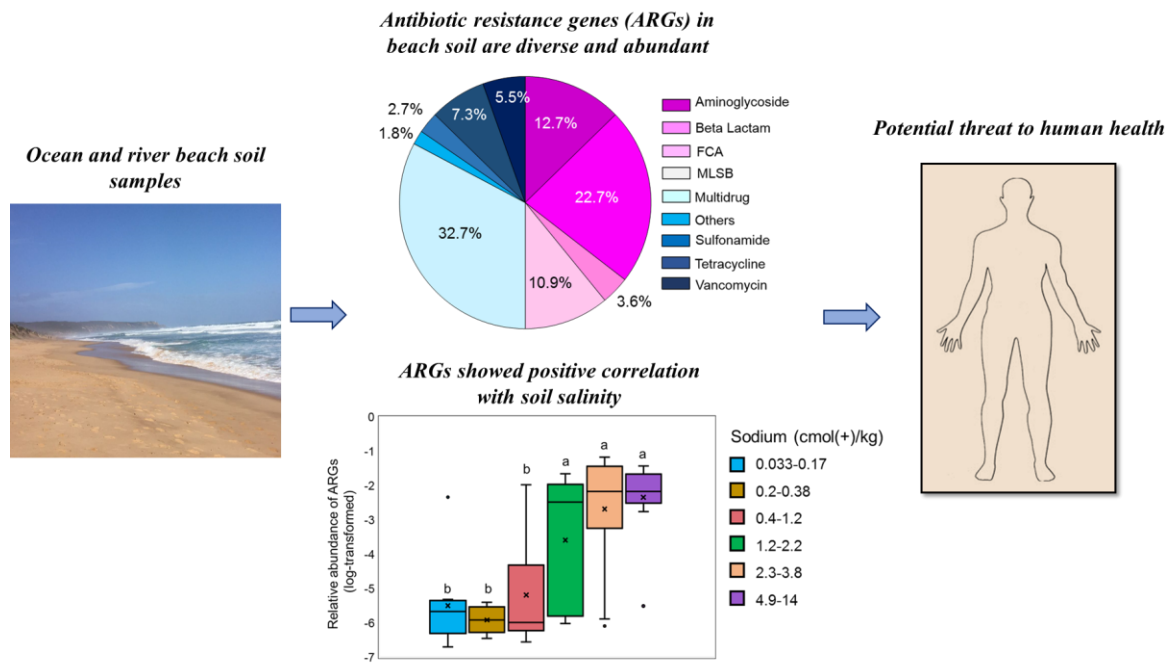 Ocean and river beach soil
samples
Antibiotic resistance genes (ARGs) in
beach soil are diverse and abundant
5.5%
12.7%
22.7%
3.6%
10.9%
32.7%
1.8%
2.7%
7.3%
Aminoglycoside
Beta Lactam
FCA
MLSB
Multidrug
Others
Sulfonamide
Tetracycline
Vancomycin
ARGs showed positive correlation
with soil salinity
Relative abundance of ARGs
(log-transformed)
0
-1
-2
-3
-4
-5
-6
-7
b
b
b
a
a
a
Sodium (cmol(+)/kg)
0.033-0.17
0.2-0.38
0.4-1.2
1.2-2.2
2.3-3.8
4.9-14
Potential threat to human health